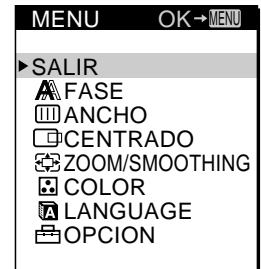 MENU OK→MENU
▶SALIR
FASE
ANCHO
CENTRADO
ZOOM/SMOOTHING
COLOR
LANGUAGE
OPCION